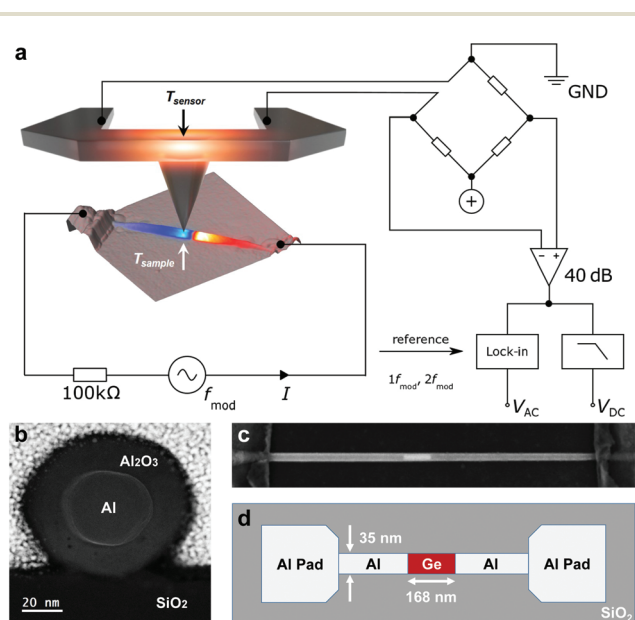 a
T_sensor
GND
T_sample
40 dB
reference
1f_mod, 2f_mod
Lock-in
100kΩ
f_mod
I
V_AC
V_DC
b
Al₂O₃
Al
20 nm
SiO₂
c
d
35 nm
Al Pad
Al
Ge
Al
Al Pad
168 nm
SiO₂